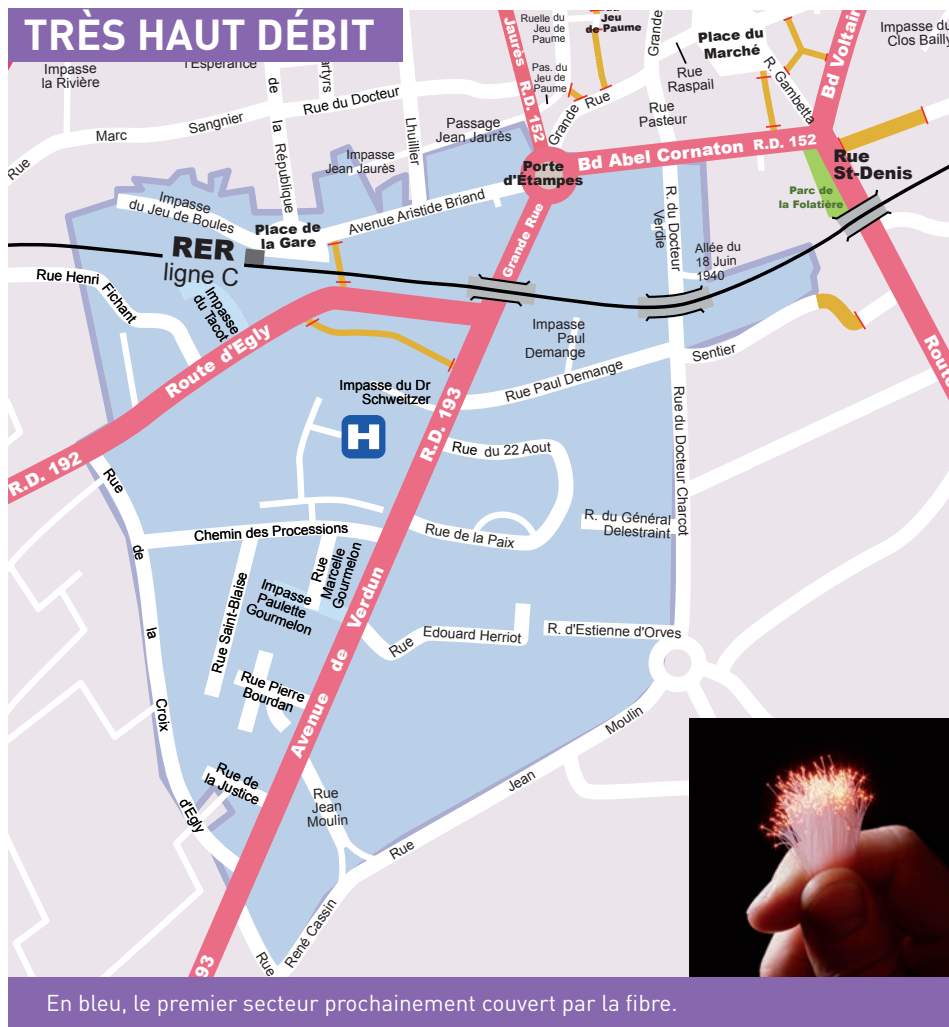 TRÈS HAUT DÉBIT
Impasse
la Rivière
l'Espérance
artyrs
Jaurès R.D. 152
Ruelle du
Jeu de
Paume
Jeu
de Paume
Grande
Place du
Marché
Bd Voltair
Impasse du
Clos Bailly
Pas. du
Jeu de
Paume
Rue
Raspail
R. Gambetta
Rue
Pasteur
Grande Rue
Rue Marc Sangnier
Rue du Docteur
Lhuillier
de la République
Passage
Jean Jaurès
Impasse
Jean Jaurès
Porte
d'Étampes
Bd Abel Cornaton R.D. 152
Rue
St-Denis
Parc de
la Folatière
Impasse
du Jeu de Boules
Place de
la Gare
Avenue Aristide Briand
Grande Rue
R. du Docteur
Verdie
Allée du
18 Juin
1940
RER
ligne C
Rue Henri Fichant
Impasse
du Tacot
Route d'Egly
Impasse
Paul
Demange
Sentier
Route
Rue Paul Demange
Impasse du Dr
Schweitzer
H
R.D. 193
R.D. 192
Rue du 22 Aout
Rue du Docteur Charcot
R. du Général
Delestraint
Rue de la Paix
Chemin des Processions
Rue
Marcelle
Gourmelon
Impasse
Paulette
Gourmelon
Rue Saint-Blaise
Avenue de Verdun
Rue Edouard Herriot
R. d'Estienne d'Orves
Rue Pierre
Bourdan
Rue de la Croix d'Egly
Rue de
la Justice
Rue
Jean
Moulin
Rue Jean Moulin
Rue René Cassin
93
En bleu, le premier secteur prochainement couvert par la fibre.